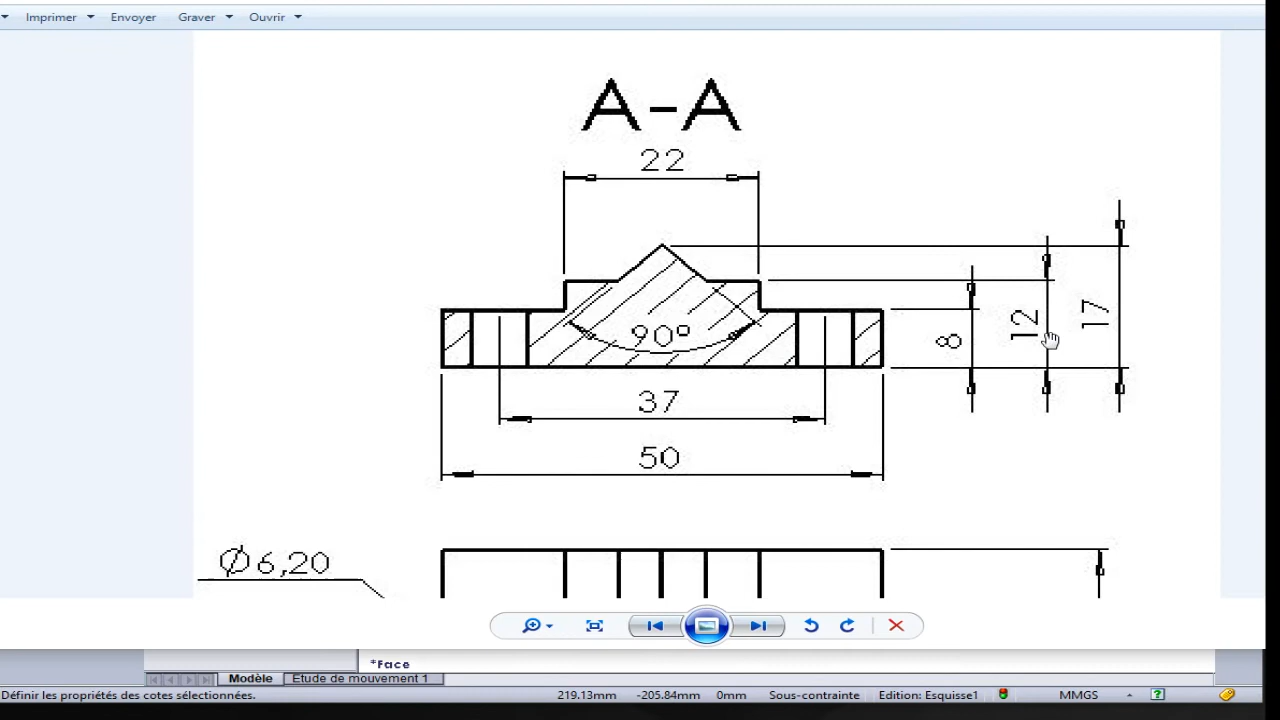 Imprimer Envoyer Graver Ouvrir
A-A
22
90°
8
12
17
37
50
Ø6,20
*Face
Modèle Etude de mouvement 1
Définir les propriétés des cotes sélectionnées. 219.13mm -205.84mm 0mm Sous-contrainte Edition: Esquisse1 MMGS ?